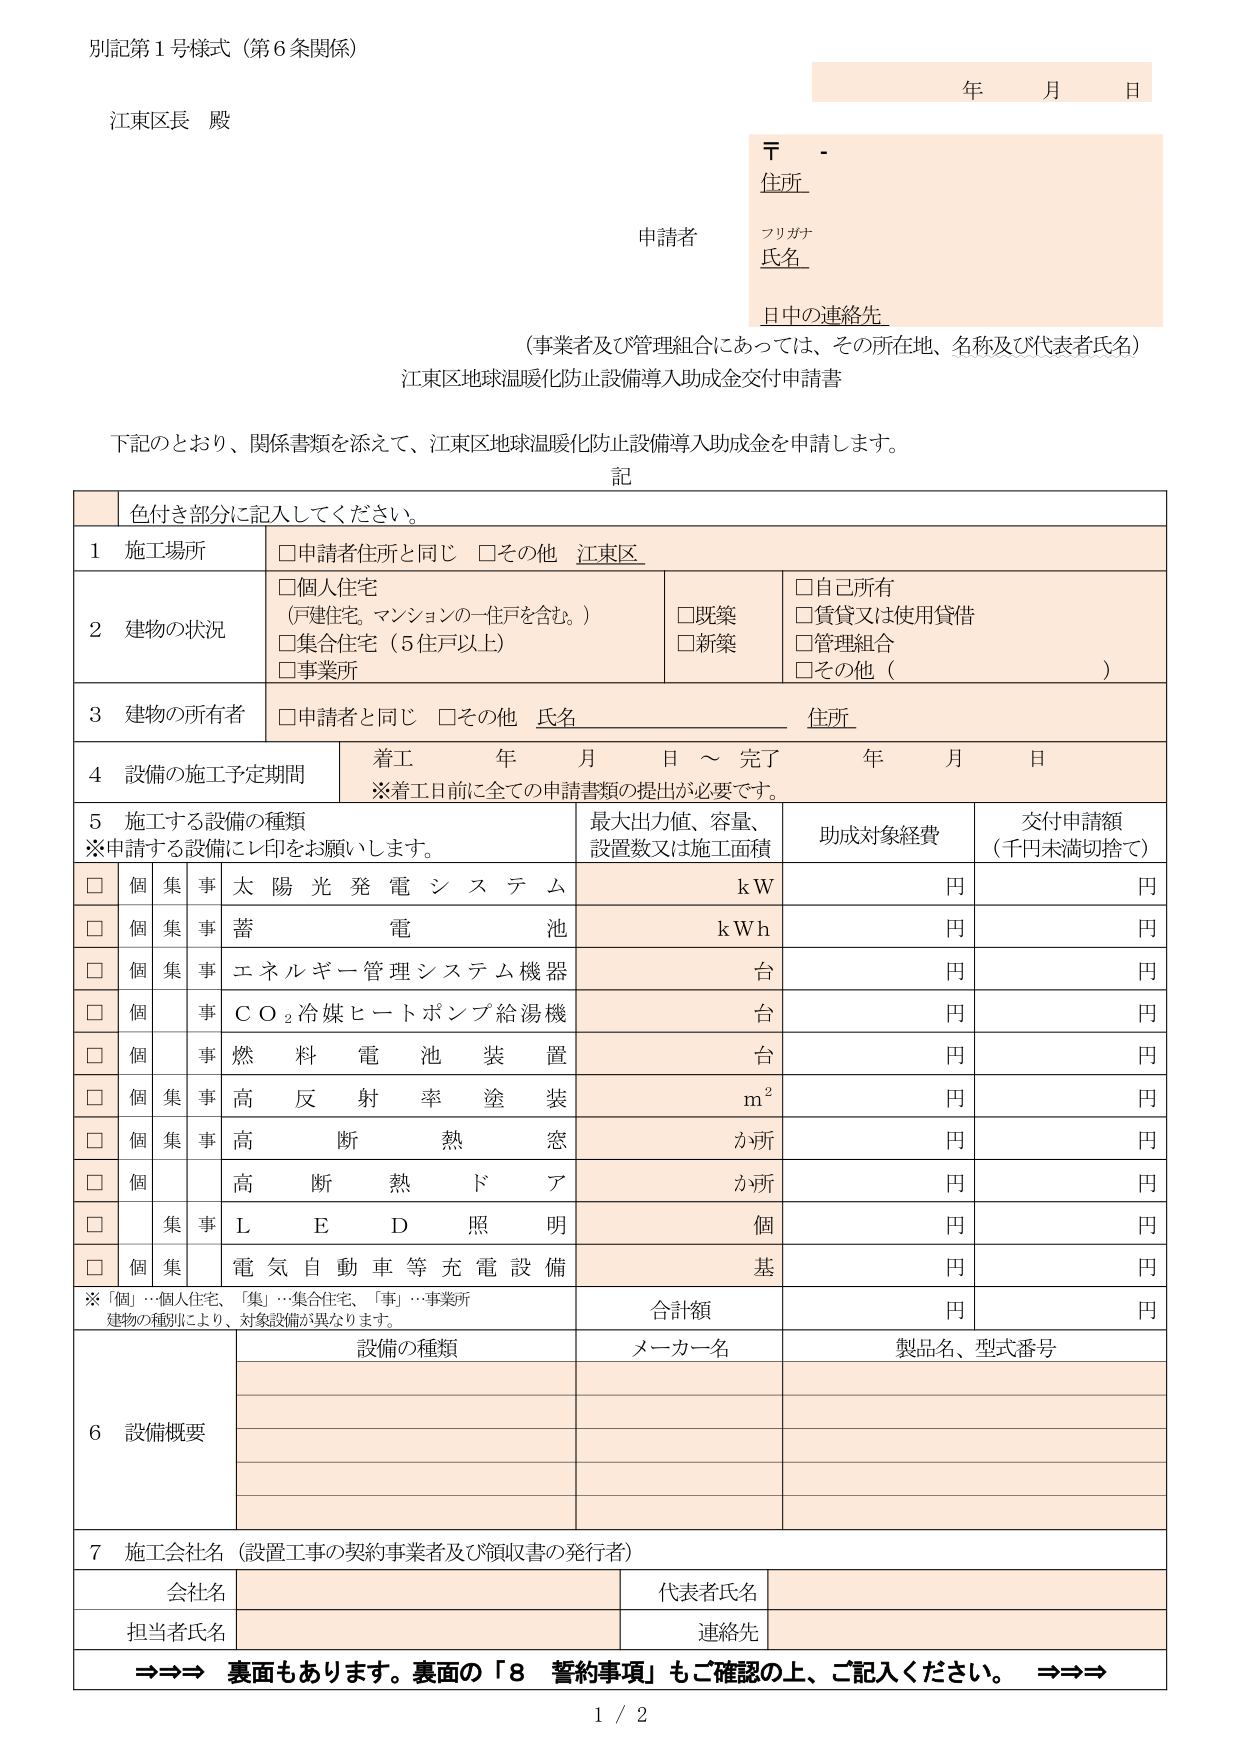 別記第１号様式（第６条関係）
年　月　日
江東区長　殿
〒　-
住所
申請者
フリガナ
氏名
日中の連絡先
（事業者及び管理組合にあっては、その所在地、名称及び代表者氏名）
江東区地球温暖化防止設備導入助成金交付申請書
下記のとおり、関係書類を添えて、江東区地球温暖化防止設備導入助成金を申請します。
記
色付き部分に記入してください。
１　施工場所　□申請者住所と同じ　□その他　江東区
２　建物の状況
□個人住宅
（戸建住宅。マンションの一住戸を含む。）
□集合住宅（５住戸以上）
□事業所
□既築
□新築
□自己所有
□賃貸又は使用貸借
□管理組合
□その他（　　　）
３　建物の所有者　□申請者と同じ　□その他　氏名　　　住所
４　設備の施工予定期間
着工　年　月　日　～　完了　年　月　日
※着工日前に全ての申請書類の提出が必要です。
５　施工する設備の種類
※申請する設備にレ印をお願いします。
最大出力値、容量、
設置数又は施工面積
助成対象経費
交付申請額
（千円未満切捨て）
□　個　集　事　太陽光発電システム　ｋＷ　円　円
□　個　集　事　蓄電池　ｋＷｈ　円　円
□　個　集　事　エネルギー管理システム機器　台　円　円
□　個　事　ＣＯ₂冷媒ヒートポンプ給湯機　台　円　円
□　個　事　燃料電池装置　台　円　円
□　個　集　事　高反射率塗装　ｍ²　円　円
□　個　集　事　高断熱窓　か所　円　円
□　個　高断熱ドア　か所　円　円
□　集　事　ＬＥＤ照明　個　円　円
□　個　集　電気自動車等充電設備　基　円　円
※「個」…個人住宅、「集」…集合住宅、「事」…事業所
建物の種別により、対象設備が異なります。
合計額　円　円
６　設備概要
設備の種類　メーカー名　製品名、型式番号
７　施工会社名（設置工事の契約事業者及び領収書の発行者）
会社名　代表者氏名
担当者氏名　連絡先
⇒⇒⇒　裏面もあります。裏面の「８　誓約事項」もご確認の上、ご記入ください。　⇒⇒⇒
1 / 2